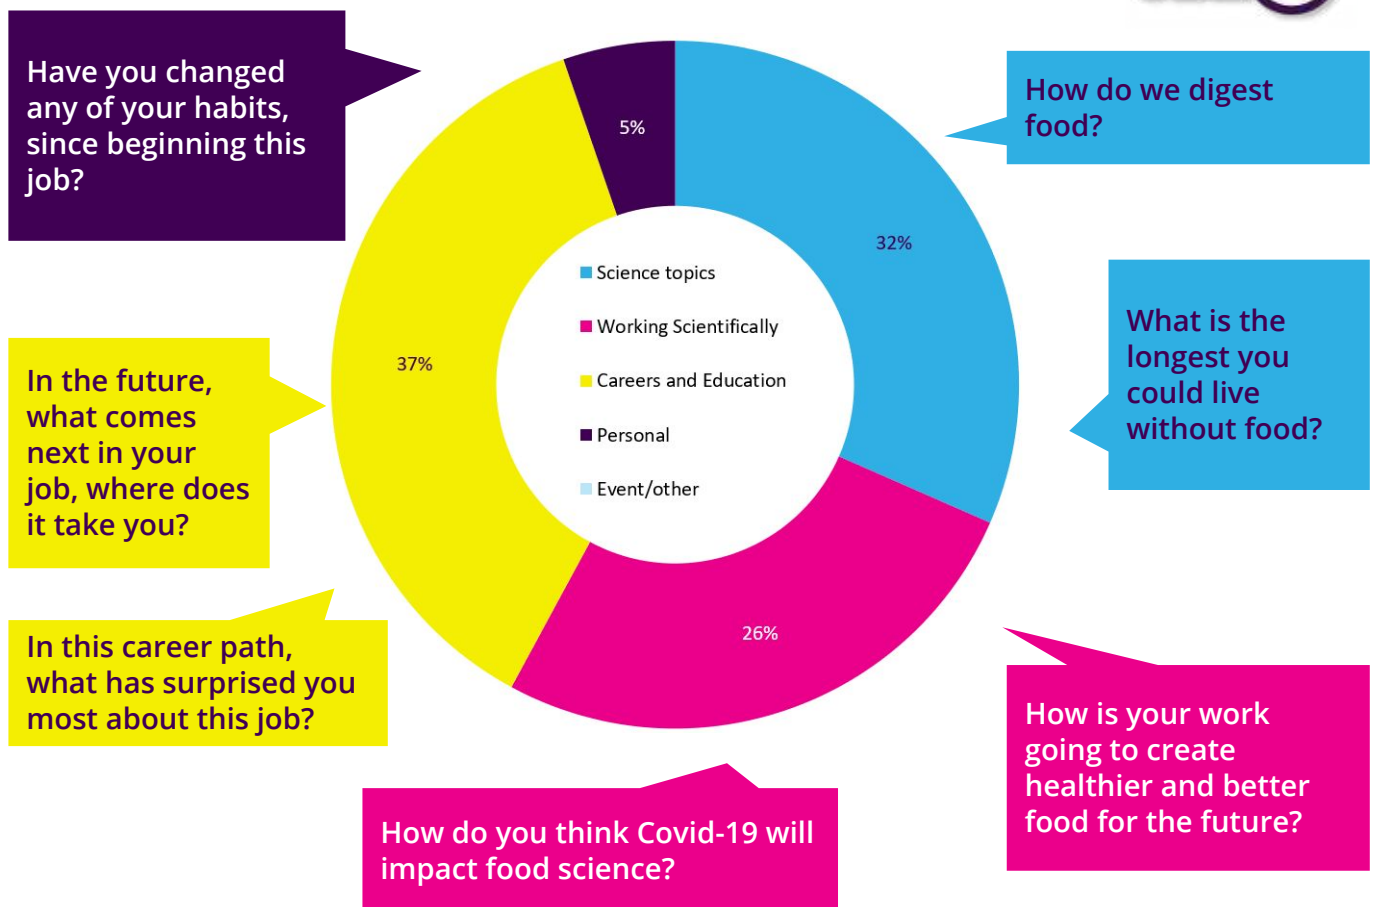 Have you changed
any of your habits,
since beginning this
job?
5%
How do we digest
food?
32%
What is the
longest you
could live
without food?
Science topics
Working Scientifically
Careers and Education
Personal
Event/other
37%
In the future,
what comes
next in your
job, where does
it take you?
In this career path,
what has surprised you
most about this job?
26%
How is your work
going to create
healthier and better
food for the future?
How do you think Covid-19 will
impact food science?